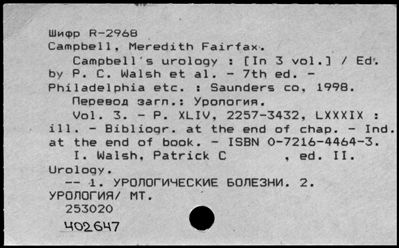 Шифр R-2968
Campbell, Meredith Fairfax.
Campbell's urology : [In 3 vol.] / Ed.
by P. C. Walsh et al. - 7th ed. -
Philadelphia etc. : Saunders co, 1998.
Перевод загл.: Урология.
Vol. 3. - P. XLIV, 2257-3432, LXXXIX :
ill. - Bibliogr. at the end of chap. - Ind.
at the end of book. - ISBN 0-7216-4464-3.
I. Walsh, Patrick C , ed. II.
Urology.
-- 1. УРОЛОГИЧЕСКИЕ БОЛЕЗНИ. 2.
УРОЛОГИЯ/ МТ.
253020
402647